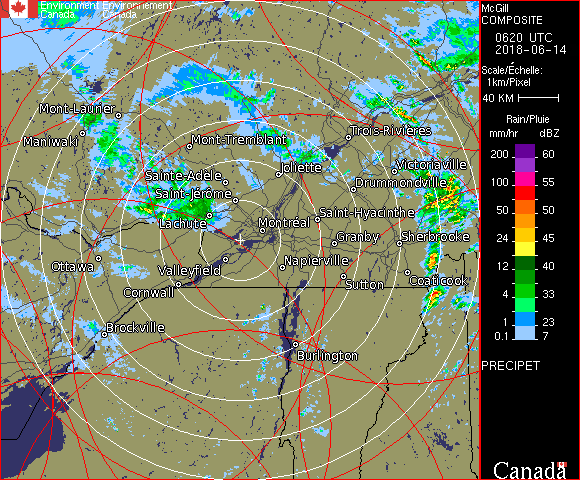 Environment Environnement
Canada Canada
Mont-Laurier
Maniwaki
Mont-Tremblant
Trois-Rivières
Joliette
Victoriaville
Sainte-Adèle
Drummondville
Saint-Jérôme
Saint-Hyacinthe
Lachute
Montréal
Granby
Sherbrooke
Ottawa
Valleyfield
Napierville
Coaticook
Cornwall
Sutton
Brockville
Burlington
McGill
COMPOSITE
0620 UTC
2018-06-14
Scale/Échelle:
1km/Pixel
40 KM
Rain/Pluie
mm/hr dBZ
200 60
100 55
50 50
24 45
12 40
4 33
1 23
0.1 7
PRECIPET
Canada